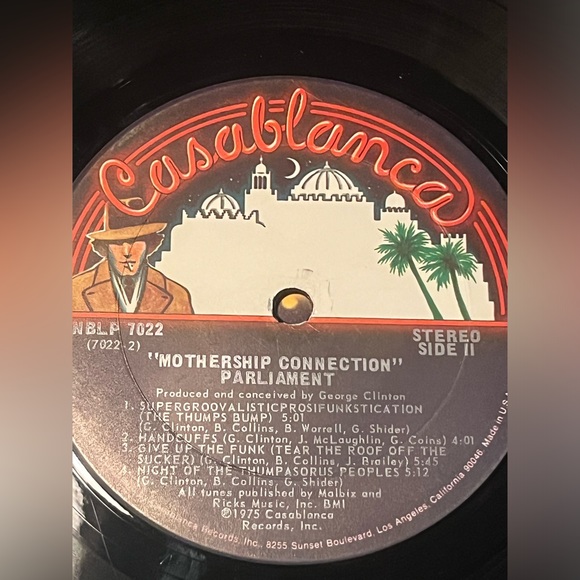 Casablanca
NBLP 7022
(7022-2)
STEREO
SIDE II
"MOTHERSHIP CONNECTION"
PARLIAMENT
Produced and conceived by George Clinton
1. SUPERGROOVALISTICPROSIFUNKSTICATION
(THE THUMPS BUMP) 5:01
(G. Clinton, B. Collins, B. Worrall, G. Shider)
2. HANDCUFFS (G. Clinton, J. McLaughlin, G. Coins) 4:01
3. GIVE UP THE FUNK (TEAR THE ROOF OFF THE
SUCKER) (G. Clinton, B. Collins, J. Brailey) 5:45
4. NIGHT OF THE THUMPASORUS PEOPLES 5:12
(G. Clinton, B. Collins, G. Shider)
All tunes published by Malbix and
Ricks Music, Inc. BMI
©1975 Casablanca
Records, Inc.
Records, Inc., 8255 Sunset Boulevard, Los Angeles, California 90046 Made in U.S.